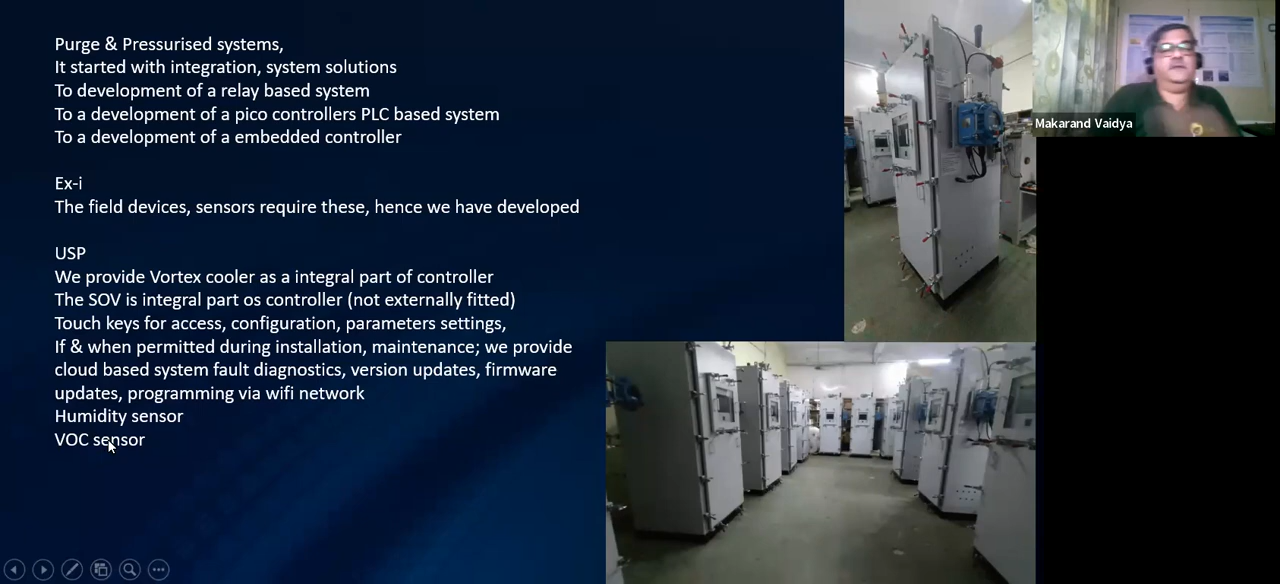 Purge & Pressurised systems,
It started with integration, system solutions
To development of a relay based system
To a development of a pico controllers PLC based system
To a development of a embedded controller
Ex-i
The field devices, sensors require these, hence we have developed
USP
We provide Vortex cooler as a integral part of controller
The SOV is integral part os controller (not externally fitted)
Touch keys for access, configuration, parameters settings,
If & when permitted during installation, maintenance; we provide
cloud based system fault diagnostics, version updates, firmware
updates, programming via wifi network
Humidity sensor
VOC sensor
Makarand Vaidya